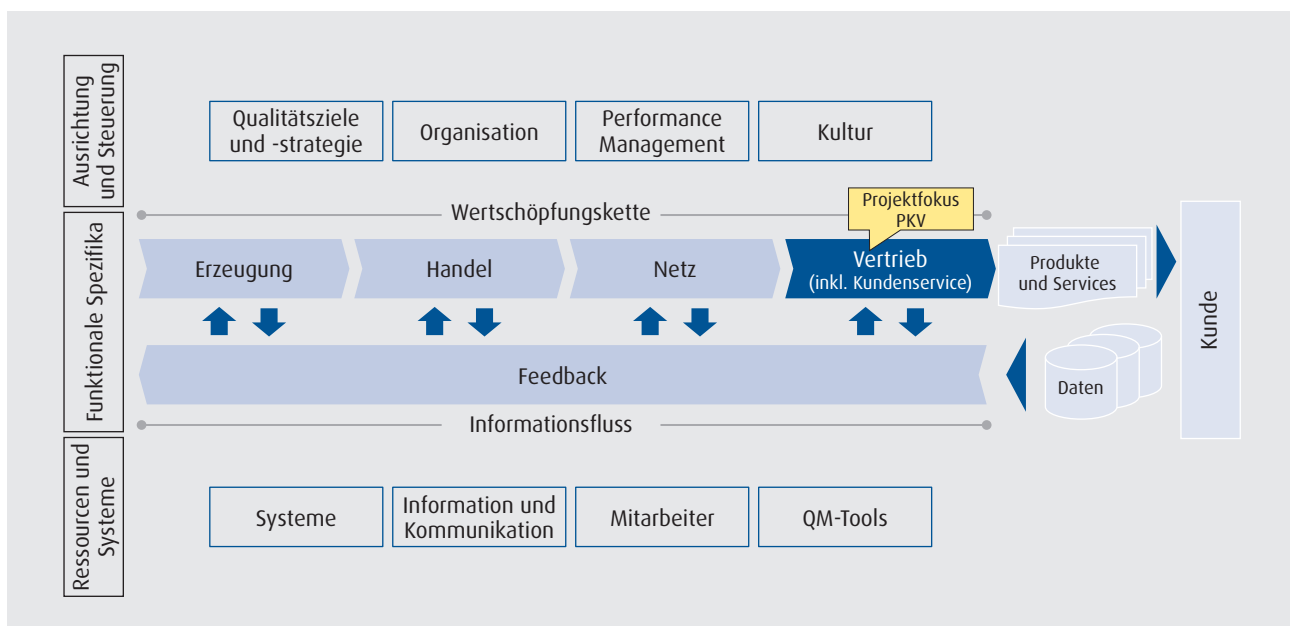 Ausrichtung
und Steuerung
Qualitätsziele
und -strategie
Organisation
Performance
Management
Kultur
Funktionale Spezifika
Wertschöpfungskette
Projektfokus
PKV
Erzeugung
Handel
Netz
Vertrieb
(inkl. Kundenservice)
Produkte
und Services
Kunde
Feedback
Daten
Informationsfluss
Ressourcen und
Systeme
Systeme
Information und
Kommunikation
Mitarbeiter
QM-Tools